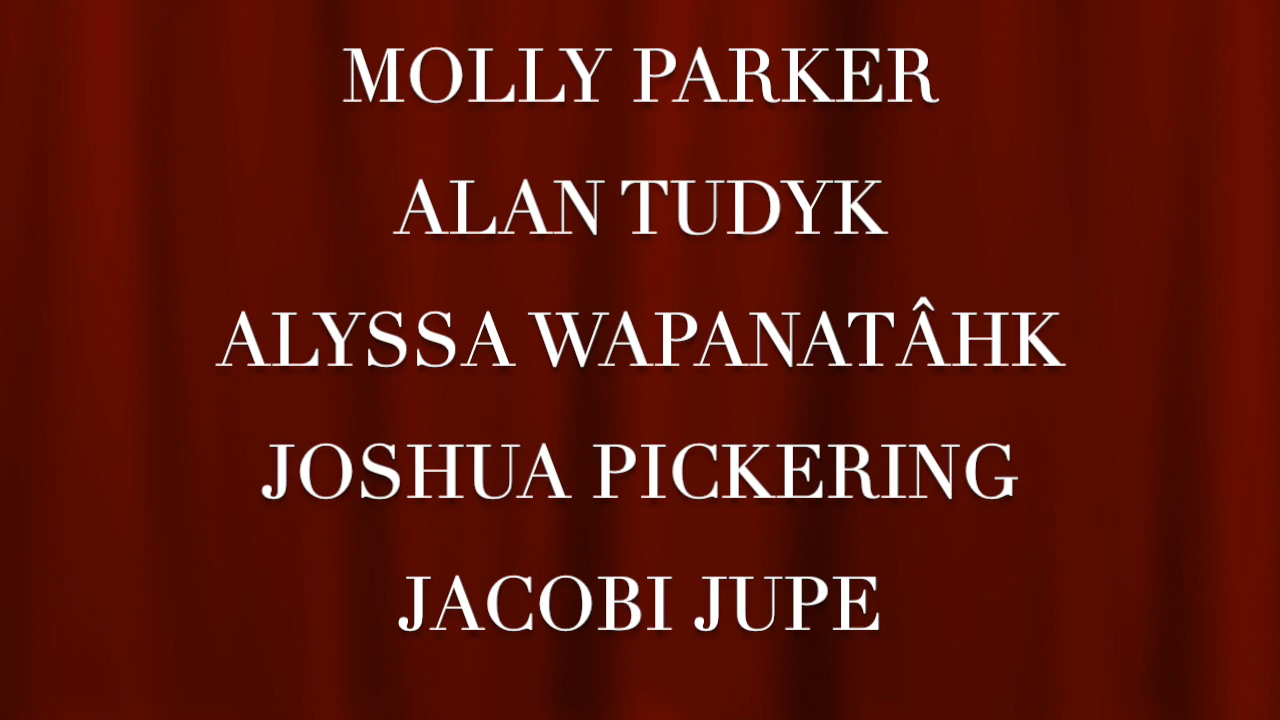 MOLLY PARKER
ALAN TUDYK
ALYSSA WAPANATÂHK
JOSHUA PICKERING
JACOBI JUPE